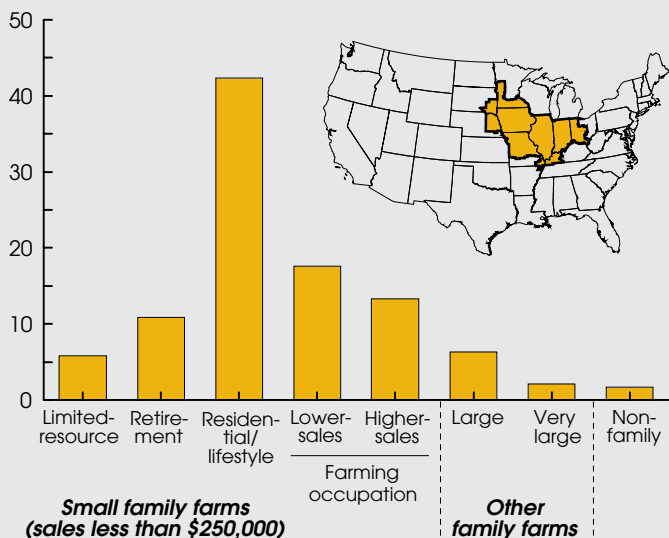 50
40
30
20
10
0
Limited-
resource
Retire-
ment
Residen-
tial/
lifestyle
Lower-
sales
Higher-
sales
Large
Very
large
Non-
family
Farming
occupation
Small family farms
(sales less than $250,000)
Other
family farms